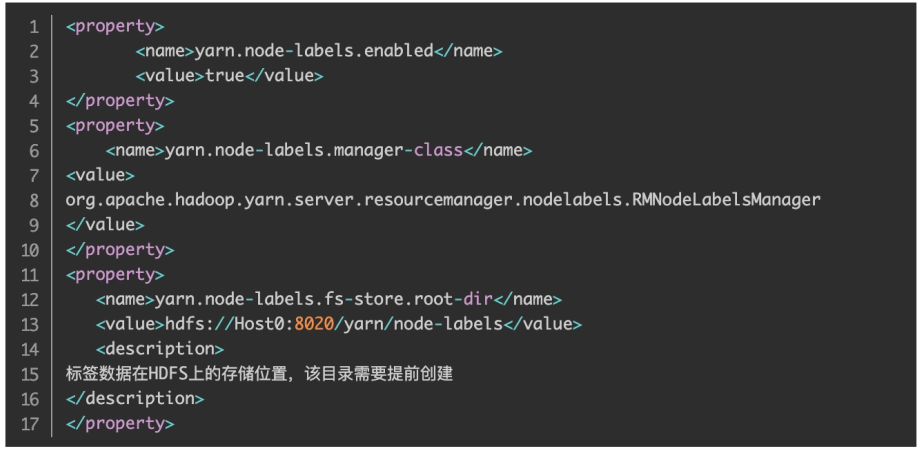 1 <property>
2 <name>yarn.node-labels.enabled</name>
3 <value>true</value>
4 </property>
5 <property>
6 <name>yarn.node-labels.manager-class</name>
7 <value>
8 org.apache.hadoop.yarn.server.resourcemanager.nodelabels.RMNodeLabelsManager
9 </value>
10 </property>
11 <property>
12 <name>yarn.node-labels.fs-store.root-dir</name>
13 <value>hdfs://Host0:8020/yarn/node-labels</value>
14 <description>
15 标签数据在HDFS上的存储位置，该目录需要提前创建
16 </description>
17 </property>